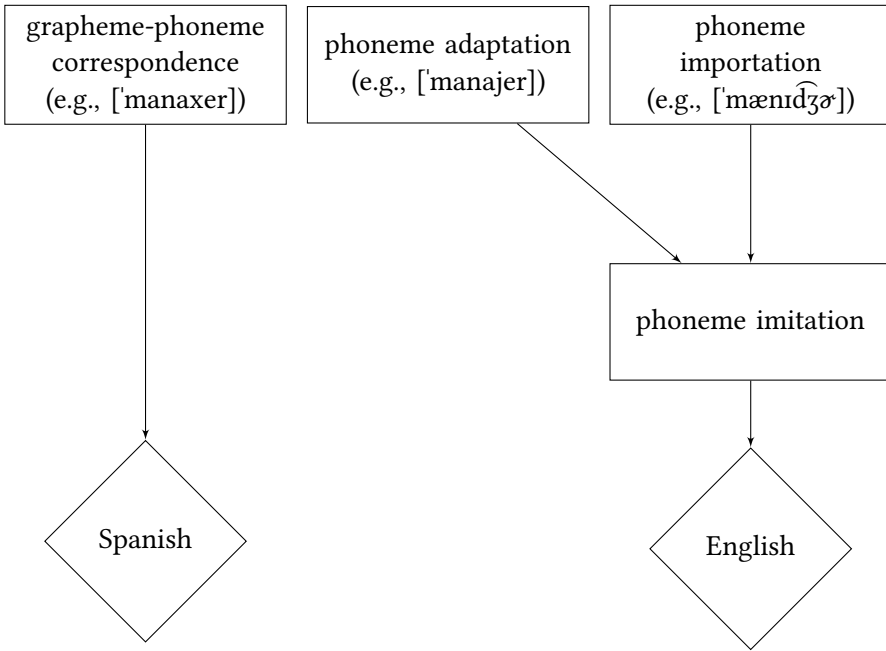 grapheme-phoneme
correspondence
(e.g., [ˈmanaxer])
phoneme adaptation
(e.g., [ˈmanajer])
phoneme
importation
(e.g., [ˈmænɪd͡ʒɚ])
phoneme imitation
Spanish
English